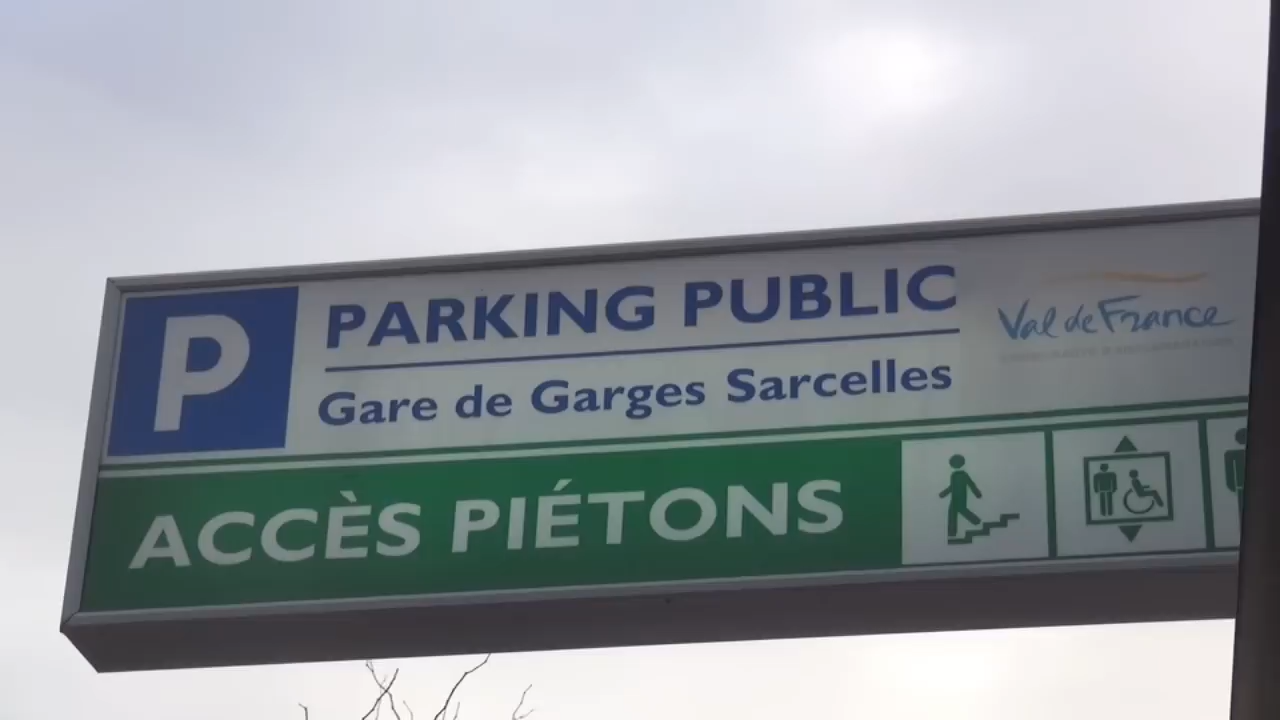 P
PARKING PUBLIC
Gare de Garges Sarcelles
Val de France
ACCÈS PIÉTONS